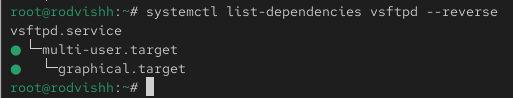 root@rodvishh:~# systemctl list-dependencies vsftpd --reverse
vsftpd.service
● └─multi-user.target
●   └─graphical.target
root@rodvishh:~#